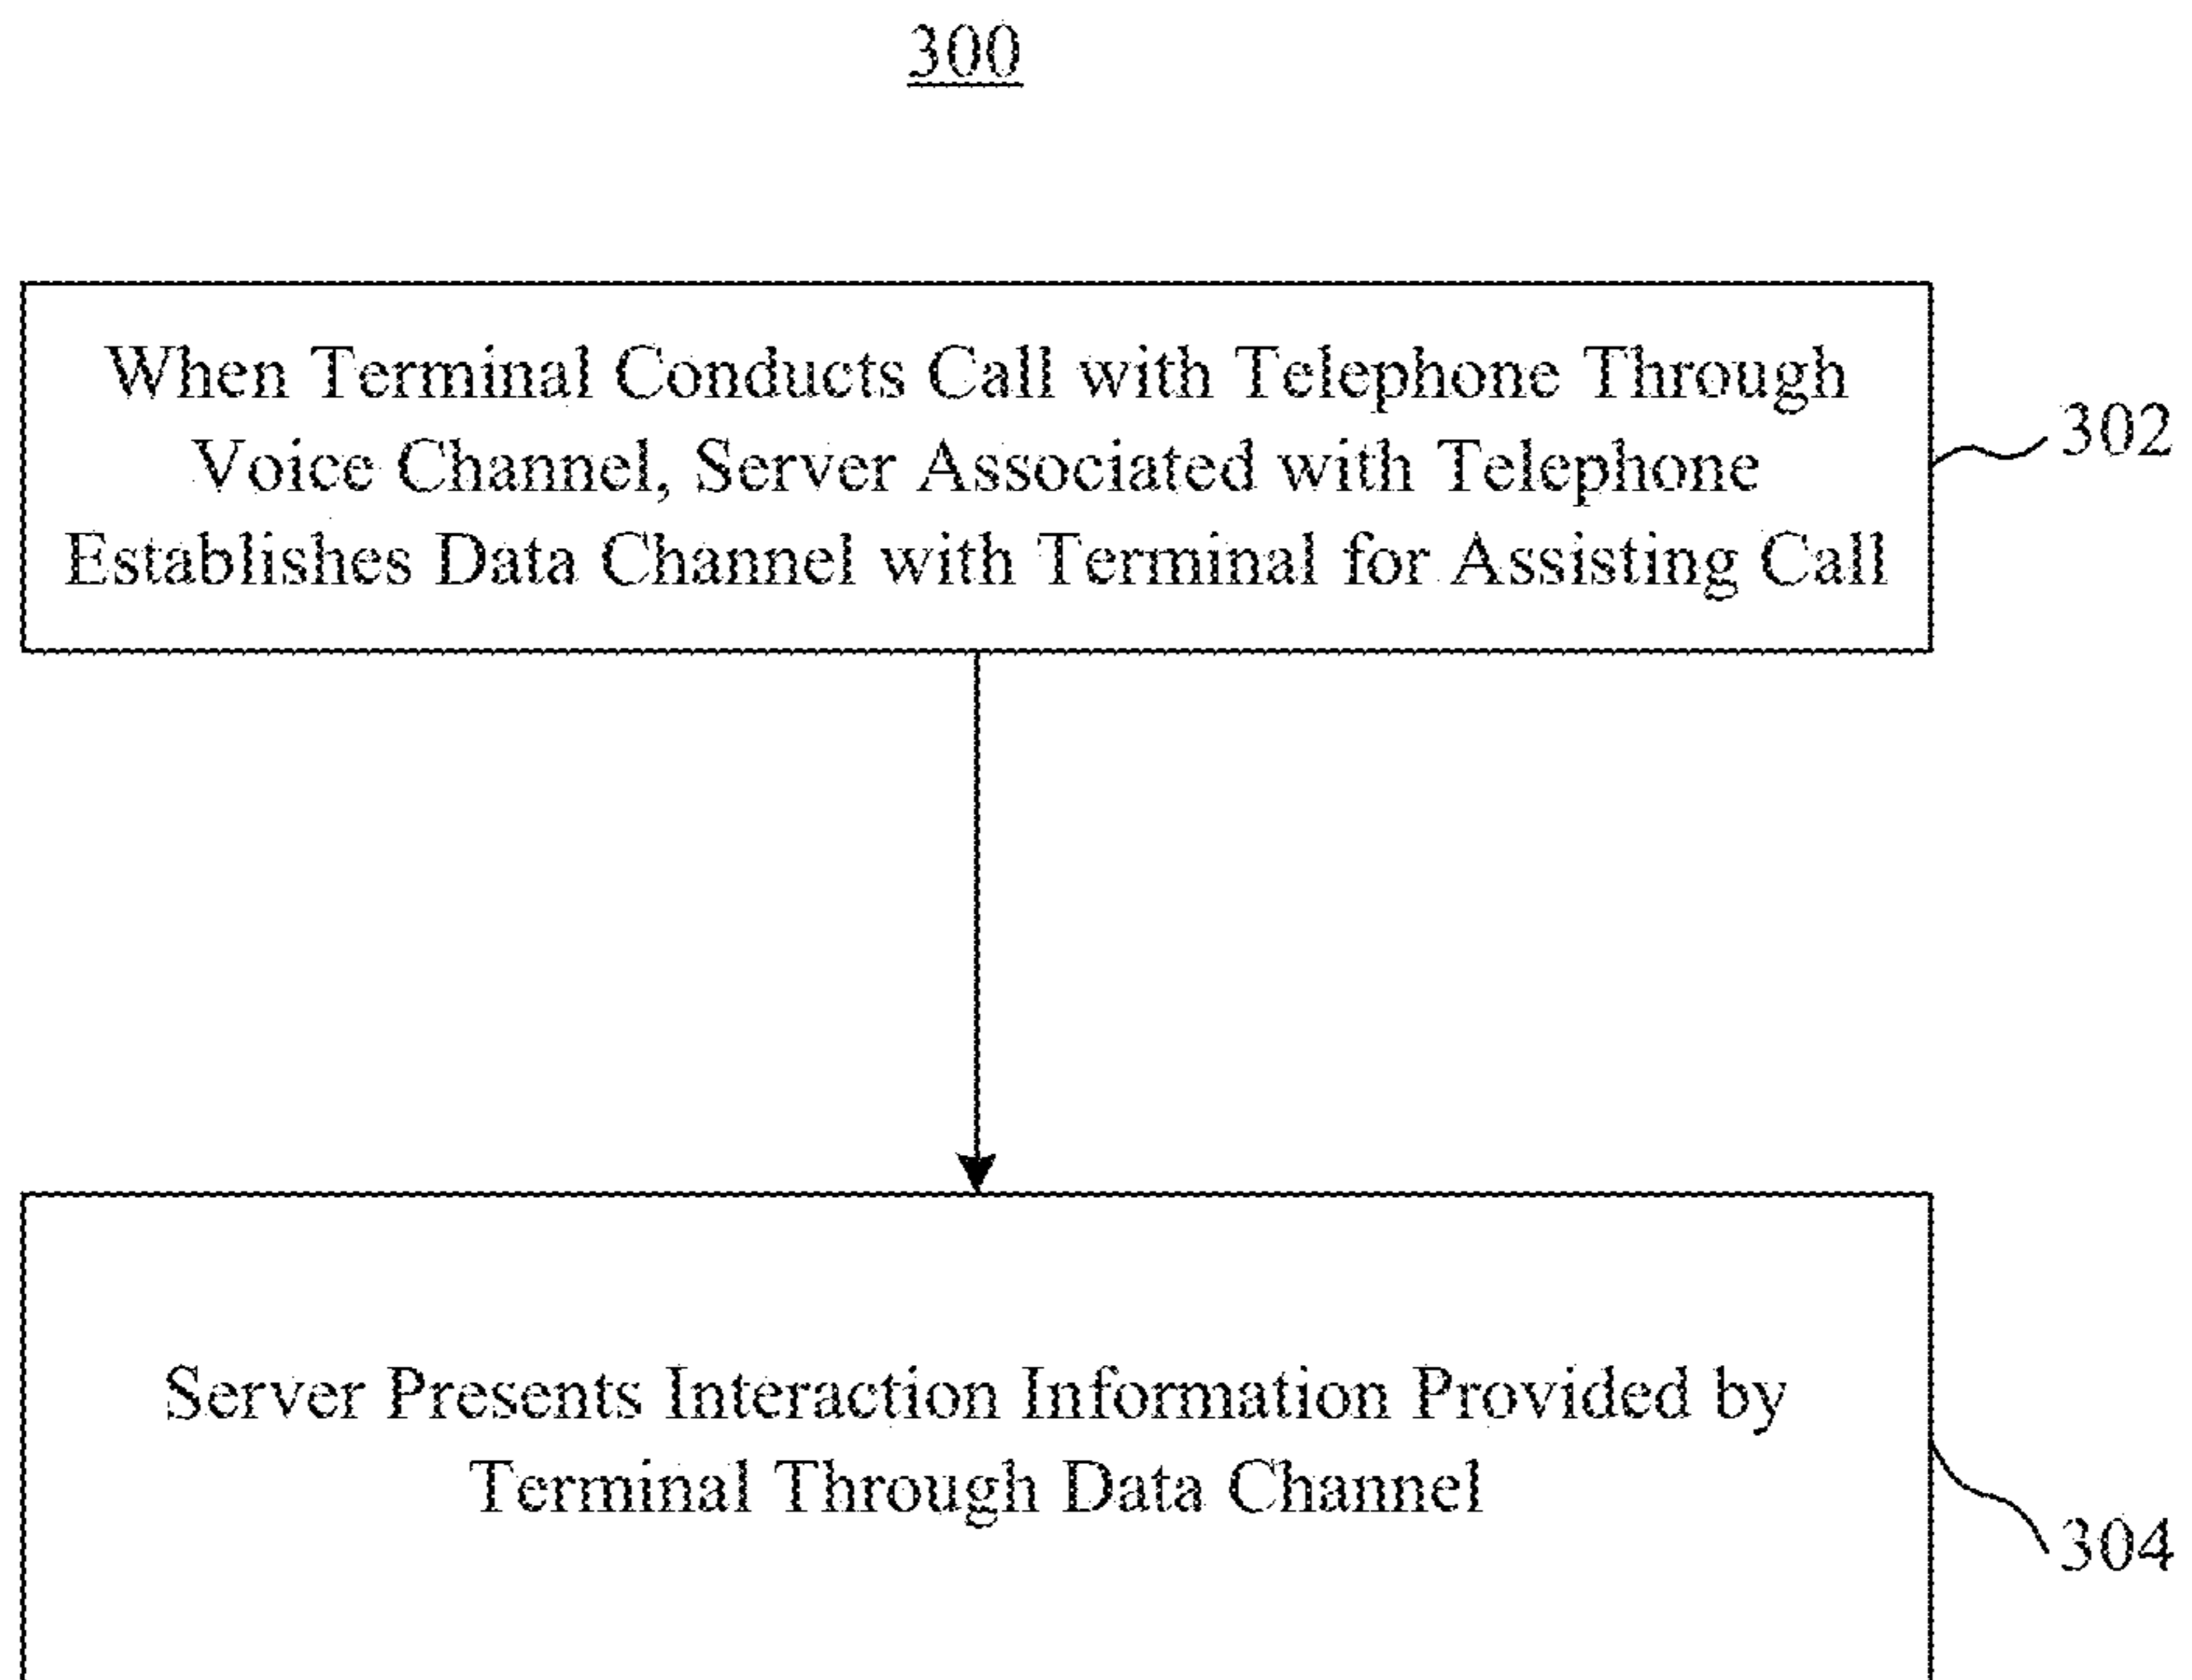 300
When Terminal Conducts Call with Telephone Through
Voice Channel, Server Associated with Telephone
Establishes Data Channel with Terminal for Assisting Call
302
Server Presents Interaction Information Provided by
Terminal Through Data Channel
304